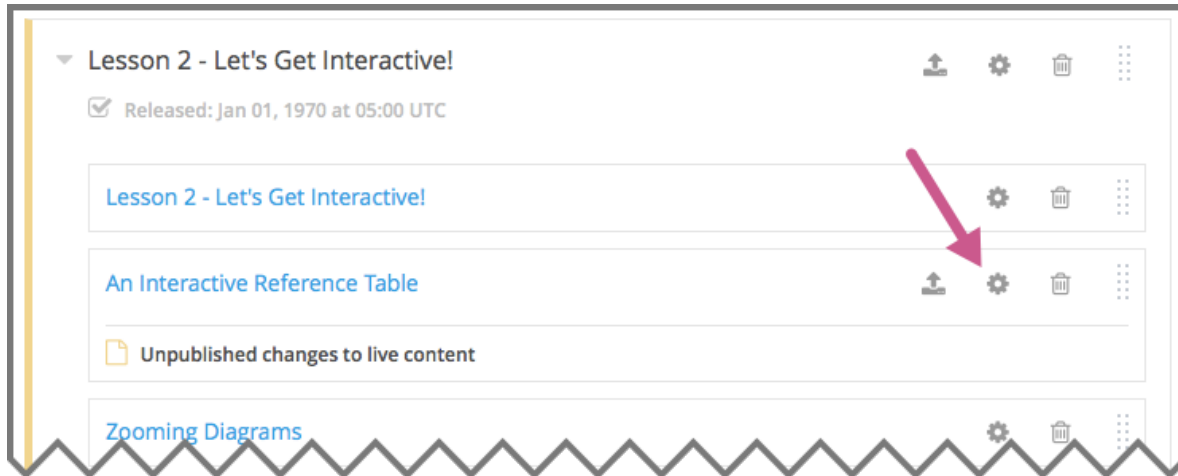 Lesson 2 - Let's Get Interactive!
Released: Jan 01, 1970 at 05:00 UTC
Lesson 2 - Let's Get Interactive!
An Interactive Reference Table
Unpublished changes to live content
Zooming Diagrams